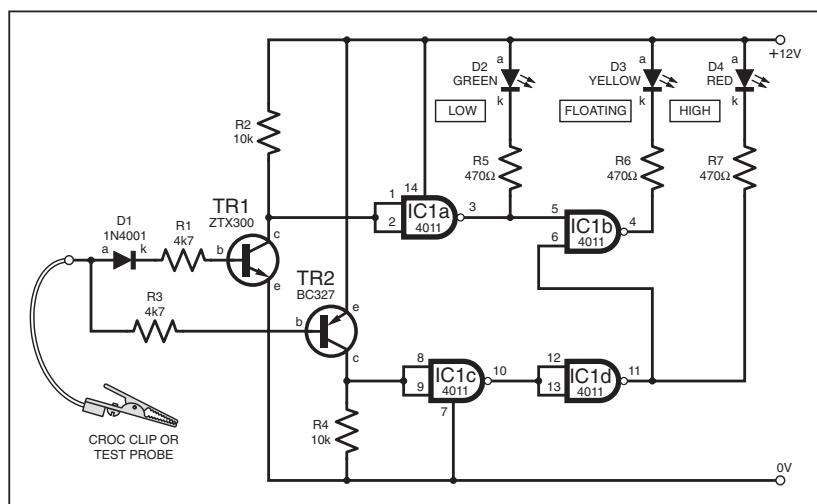 +12V
D2
GREEN
a
k
LOW
D3
YELLOW
a
k
FLOATING
D4
RED
a
k
HIGH
R2
10k
R5
470Ω
R6
470Ω
R7
470Ω
1
2
14
IC1a
4011
3
5
6
IC1b
4011
4
TR1
ZTX300
b
c
e
D1
1N4001
a
k
R1
4k7
R3
4k7
TR2
BC327
b
e
c
8
9
7
IC1c
4011
10
12
13
IC1d
4011
11
R4
10k
CROC CLIP OR
TEST PROBE
0V